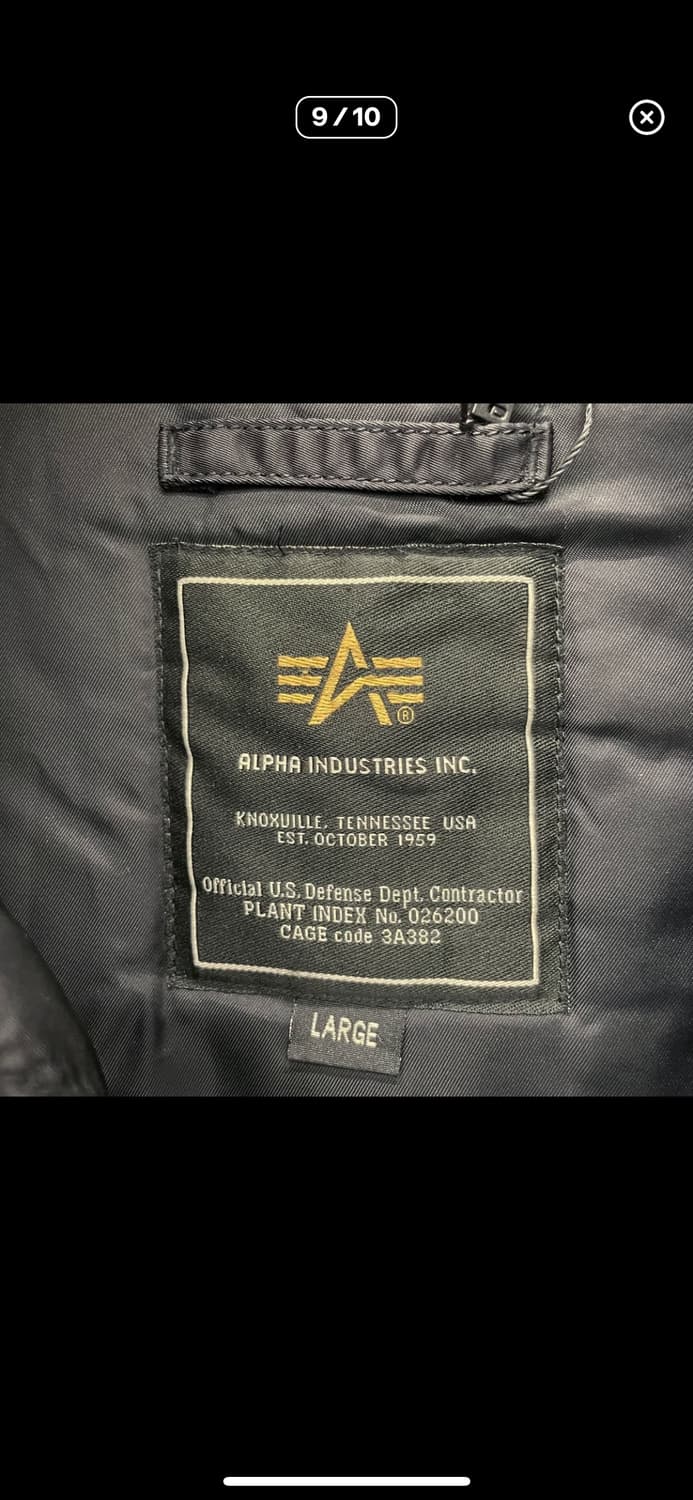 9/10
ALPHA INDUSTRIES INC.
KNOXVILLE, TENNESSEE USA
EST. OCTOBER 1959
Official U.S. Defense Dept. Contractor
PLANT INDEX No. 026200
CAGE code 3A382
LARGE